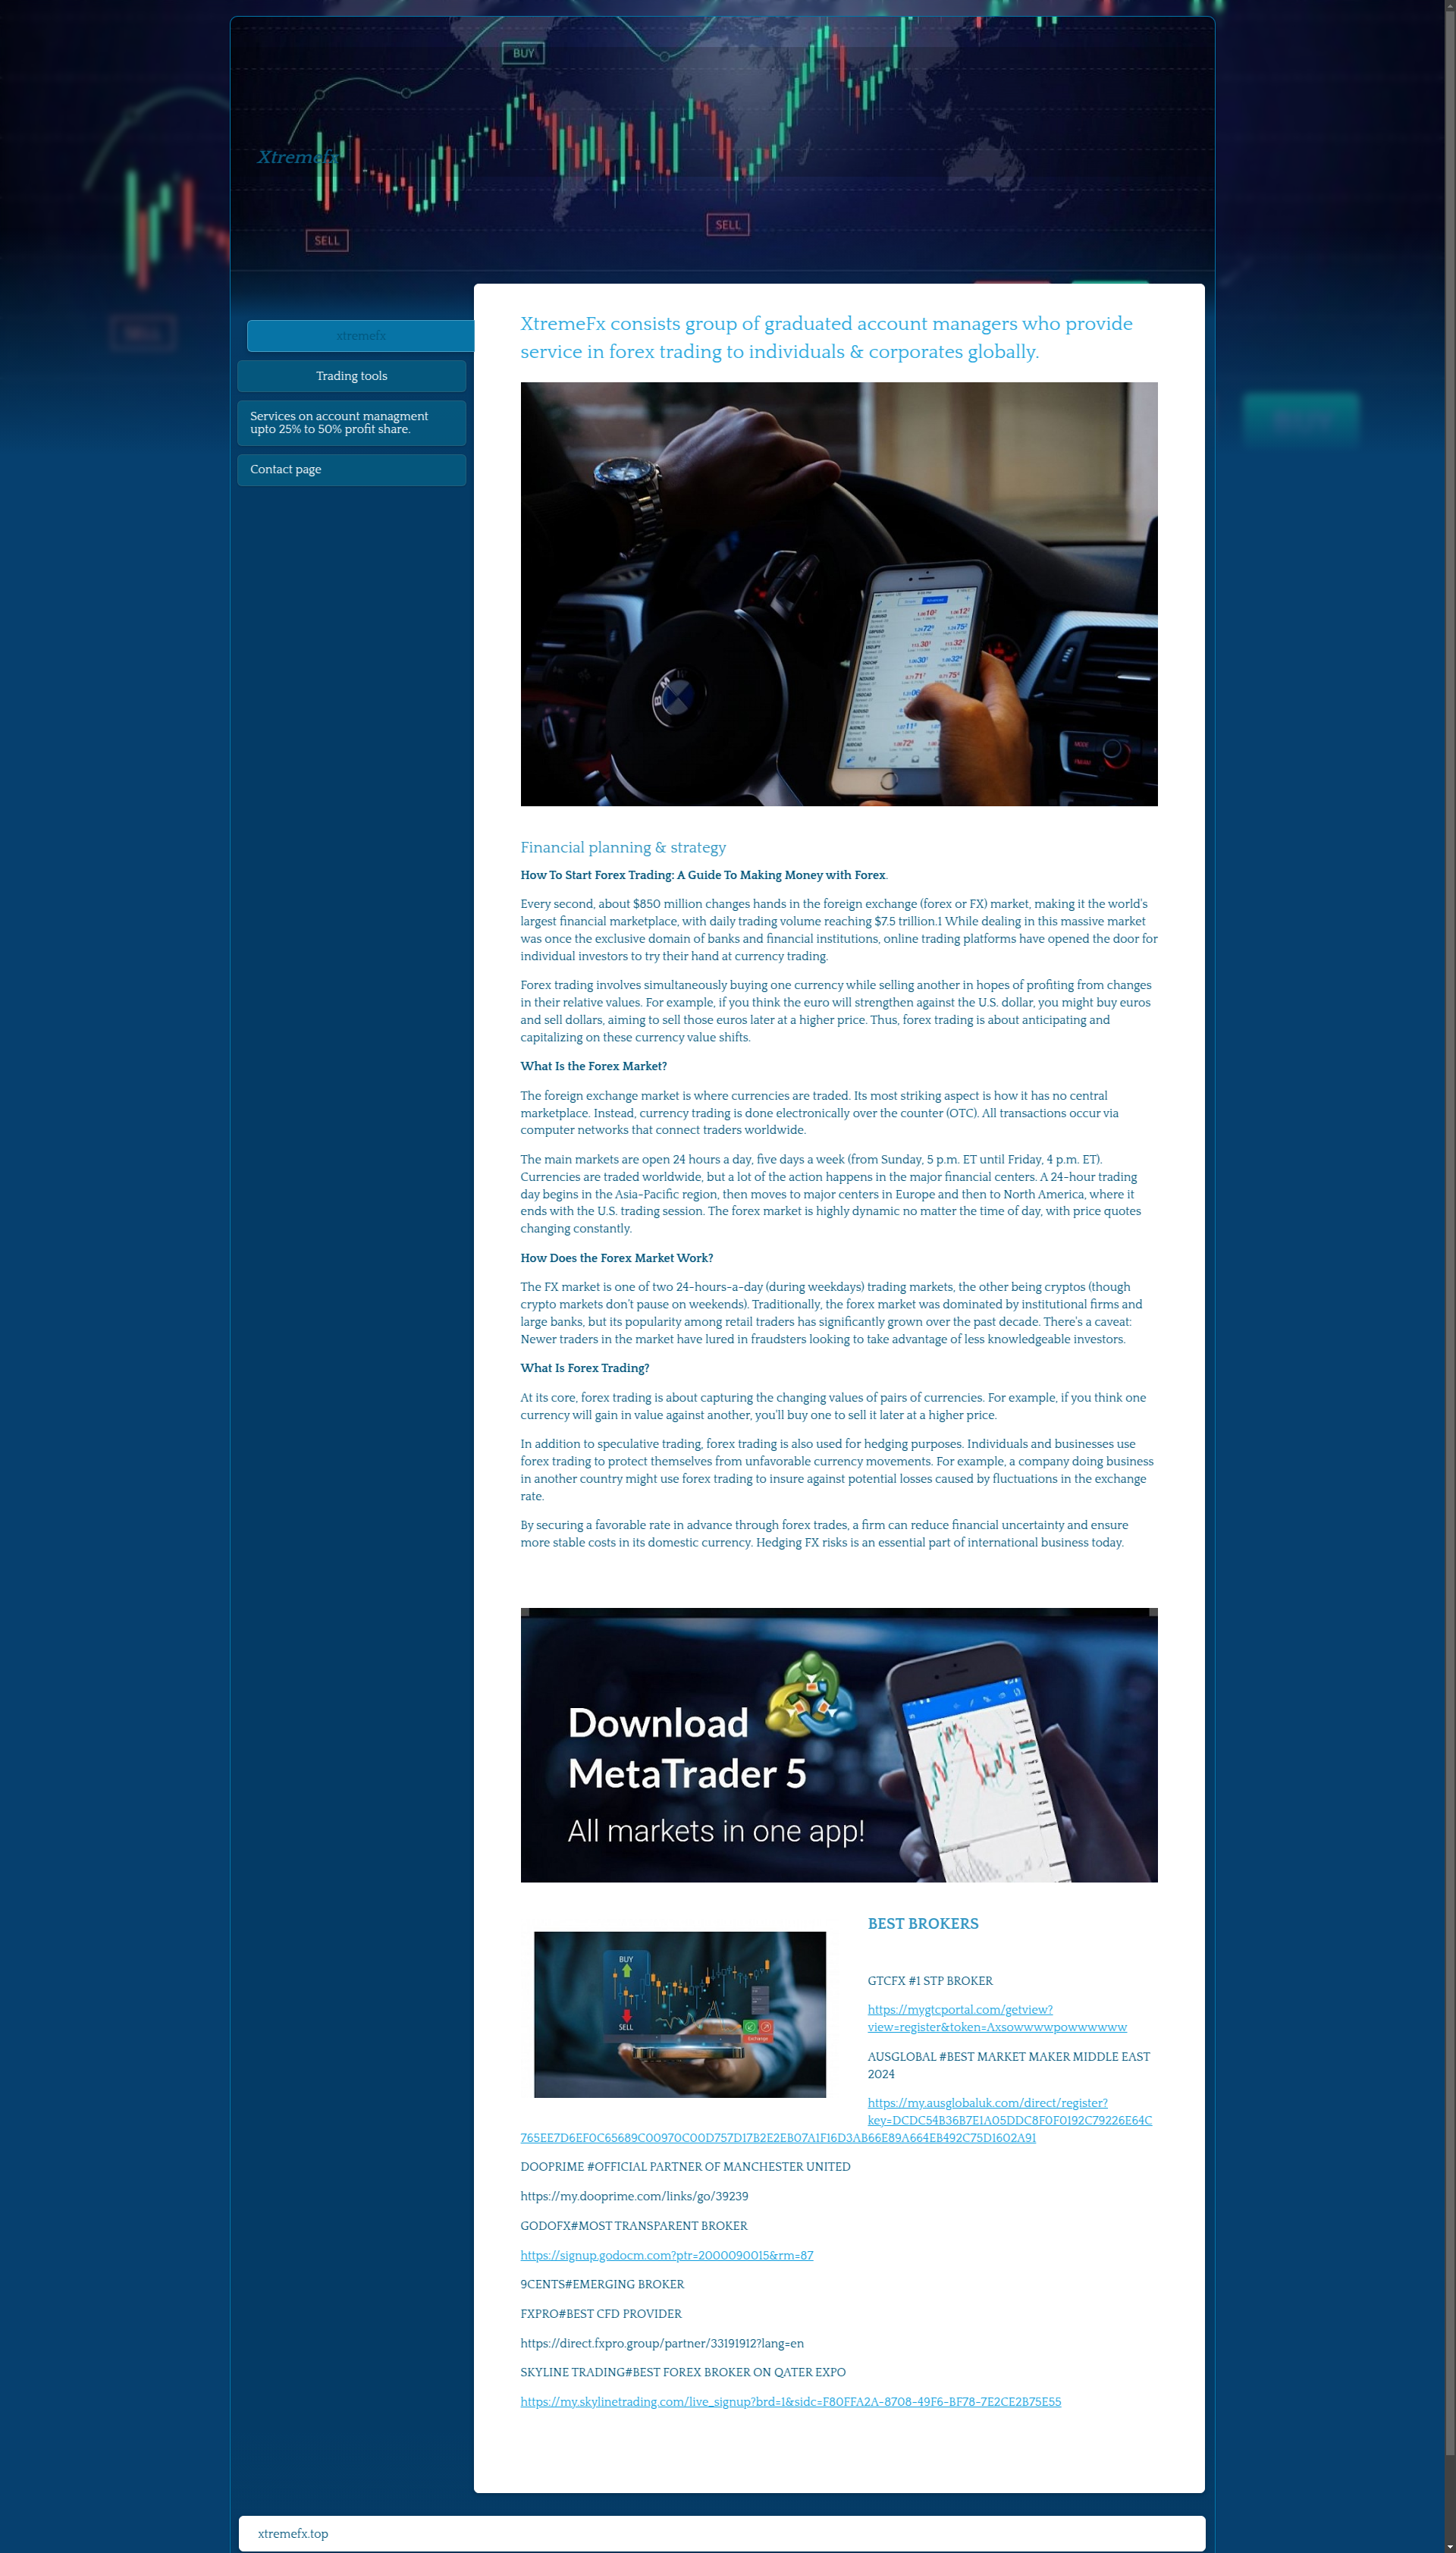 BUY
Xtremefx
SELL
SELL
xtremefx
Trading tools
Services on account managment
upto 25% to 50% profit share.
Contact page
XtremeFx consists group of graduated account managers who provide
service in forex trading to individuals & corporates globally.
Financial planning & strategy
How To Start Forex Trading: A Guide To Making Money with Forex.
Every second, about $850 million changes hands in the foreign exchange (forex or FX) market, making it the world's
largest financial marketplace, with daily trading volume reaching $7.5 trillion.1 While dealing in this massive market
was once the exclusive domain of banks and financial institutions, online trading platforms have opened the door for
individual investors to try their hand at currency trading.
Forex trading involves simultaneously buying one currency while selling another in hopes of profiting from changes
in their relative values. For example, if you think the euro will strengthen against the U.S. dollar, you might buy euros
and sell dollars, aiming to sell those euros later at a higher price. Thus, forex trading is about anticipating and
capitalizing on these currency value shifts.
What Is the Forex Market?
The foreign exchange market is where currencies are traded. Its most striking aspect is how it has no central
marketplace. Instead, currency trading is done electronically over the counter (OTC). All transactions occur via
computer networks that connect traders worldwide.
The main markets are open 24 hours a day, five days a week (from Sunday, 5 p.m. ET until Friday, 4 p.m. ET).
Currencies are traded worldwide, but a lot of the action happens in the major financial centers. A 24-hour trading
day begins in the Asia-Pacific region, then moves to major centers in Europe and then to North America, where it
ends with the U.S. trading session. The forex market is highly dynamic no matter the time of day, with price quotes
changing constantly.
How Does the Forex Market Work?
The FX market is one of two 24-hours-a-day (during weekdays) trading markets, the other being cryptos (though
crypto markets don't pause on weekends). Traditionally, the forex market was dominated by institutional firms and
large banks, but its popularity among retail traders has significantly grown over the past decade. There's a caveat:
Newer traders in the market have lured in fraudsters looking to take advantage of less knowledgeable investors.
What Is Forex Trading?
At its core, forex trading is about capturing the changing values of pairs of currencies. For example, if you think one
currency will gain in value against another, you'll buy one to sell it later at a higher price.
In addition to speculative trading, forex trading is also used for hedging purposes. Individuals and businesses use
forex trading to protect themselves from unfavorable currency movements. For example, a company doing business
in another country might use forex trading to insure against potential losses caused by fluctuations in the exchange
rate.
By securing a favorable rate in advance through forex trades, a firm can reduce financial uncertainty and ensure
more stable costs in its domestic currency. Hedging FX risks is an essential part of international business today.
Download
MetaTrader 5
All markets in one app!
BUY
SELL
Exchange
BEST BROKERS
GTCFX #1 STP BROKER
https://mygtcportal.com/getview?
view=register&token=Axsowwwwpowwwwww
AUSGLOBAL #BEST MARKET MAKER MIDDLE EAST
2024
https://my.ausglobaluk.com/direct/register?
key=DCDC54B36B7E1A05DDC8F0F0192C79226E64C
765EE7D6EF0C65689C00970C00D757D17B2E2EB07A1F16D3AB66E89A664EB492C75D1602A91
DOOPRIME #OFFICIAL PARTNER OF MANCHESTER UNITED
https://my.dooprime.com/links/go/39239
GODOFX#MOST TRANSPARENT BROKER
https://signup.godocm.com?ptr=2000090015&rm=87
9CENTS#EMERGING BROKER
FXPRO#BEST CFD PROVIDER
https://direct.fxpro.group/partner/33191912?lang=en
SKYLINE TRADING#BEST FOREX BROKER ON QATER EXPO
https://my.skylinetrading.com/live_signup?brd=1&sidc=F80FFA2A-8708-49F6-BF78-7E2CE2B75E55
xtremefx.top